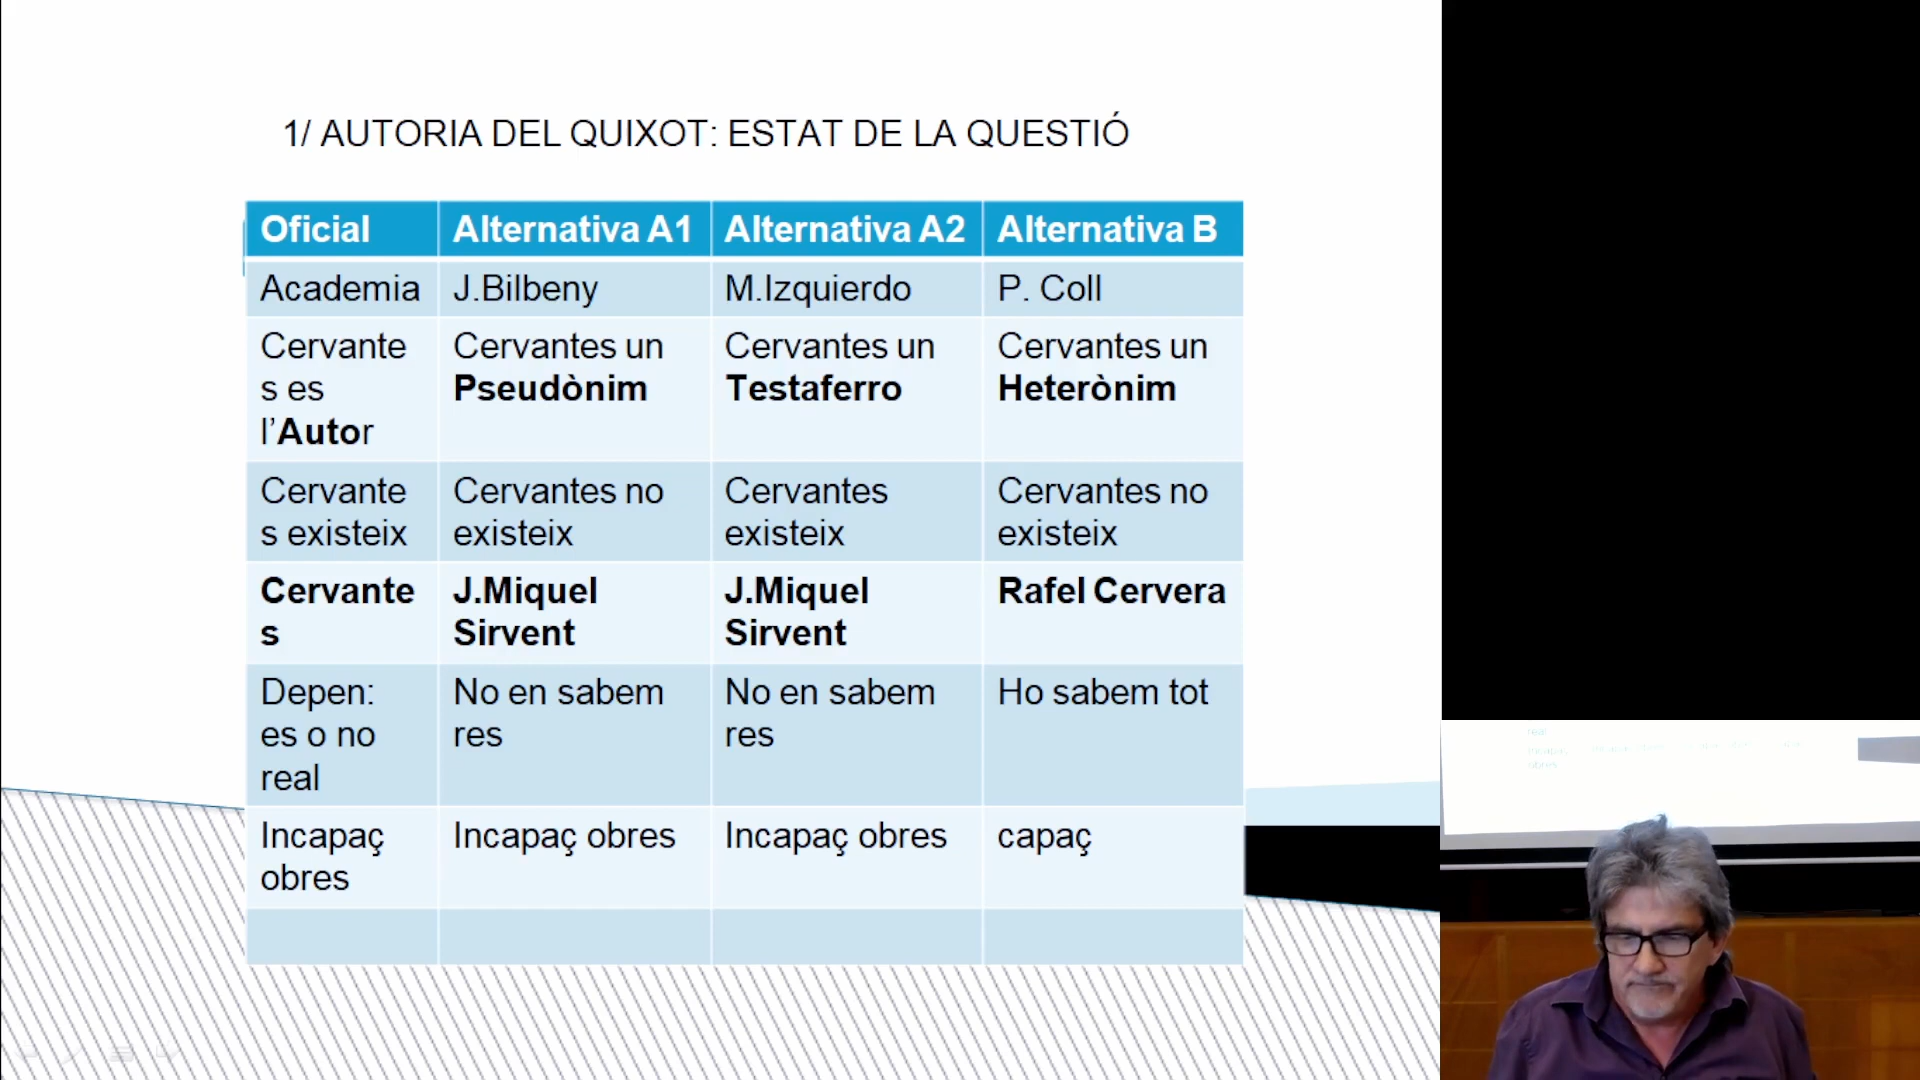 1/ AUTORIA DEL QUIXOT: ESTAT DE LA QUESTIÓ
Oficial Alternativa A1 Alternativa A2 Alternativa B
Academia J.Bilbeny M.Izquierdo P. Coll
Cervante
s es
l’Autor
Cervantes un
Pseudònim
Cervantes un
Testaferro
Cervantes un
Heterònim
Cervante
s existeix
Cervantes no
existeix
Cervantes
existeix
Cervantes no
existeix
Cervante
s
J.Miquel
Sirvent
J.Miquel
Sirvent
Rafel Cervera
Depen:
es o no
real
No en sabem
res
No en sabem
res
Ho sabem tot
Incapaç
obres
Incapaç obres
Incapaç obres
capaç
real
obres